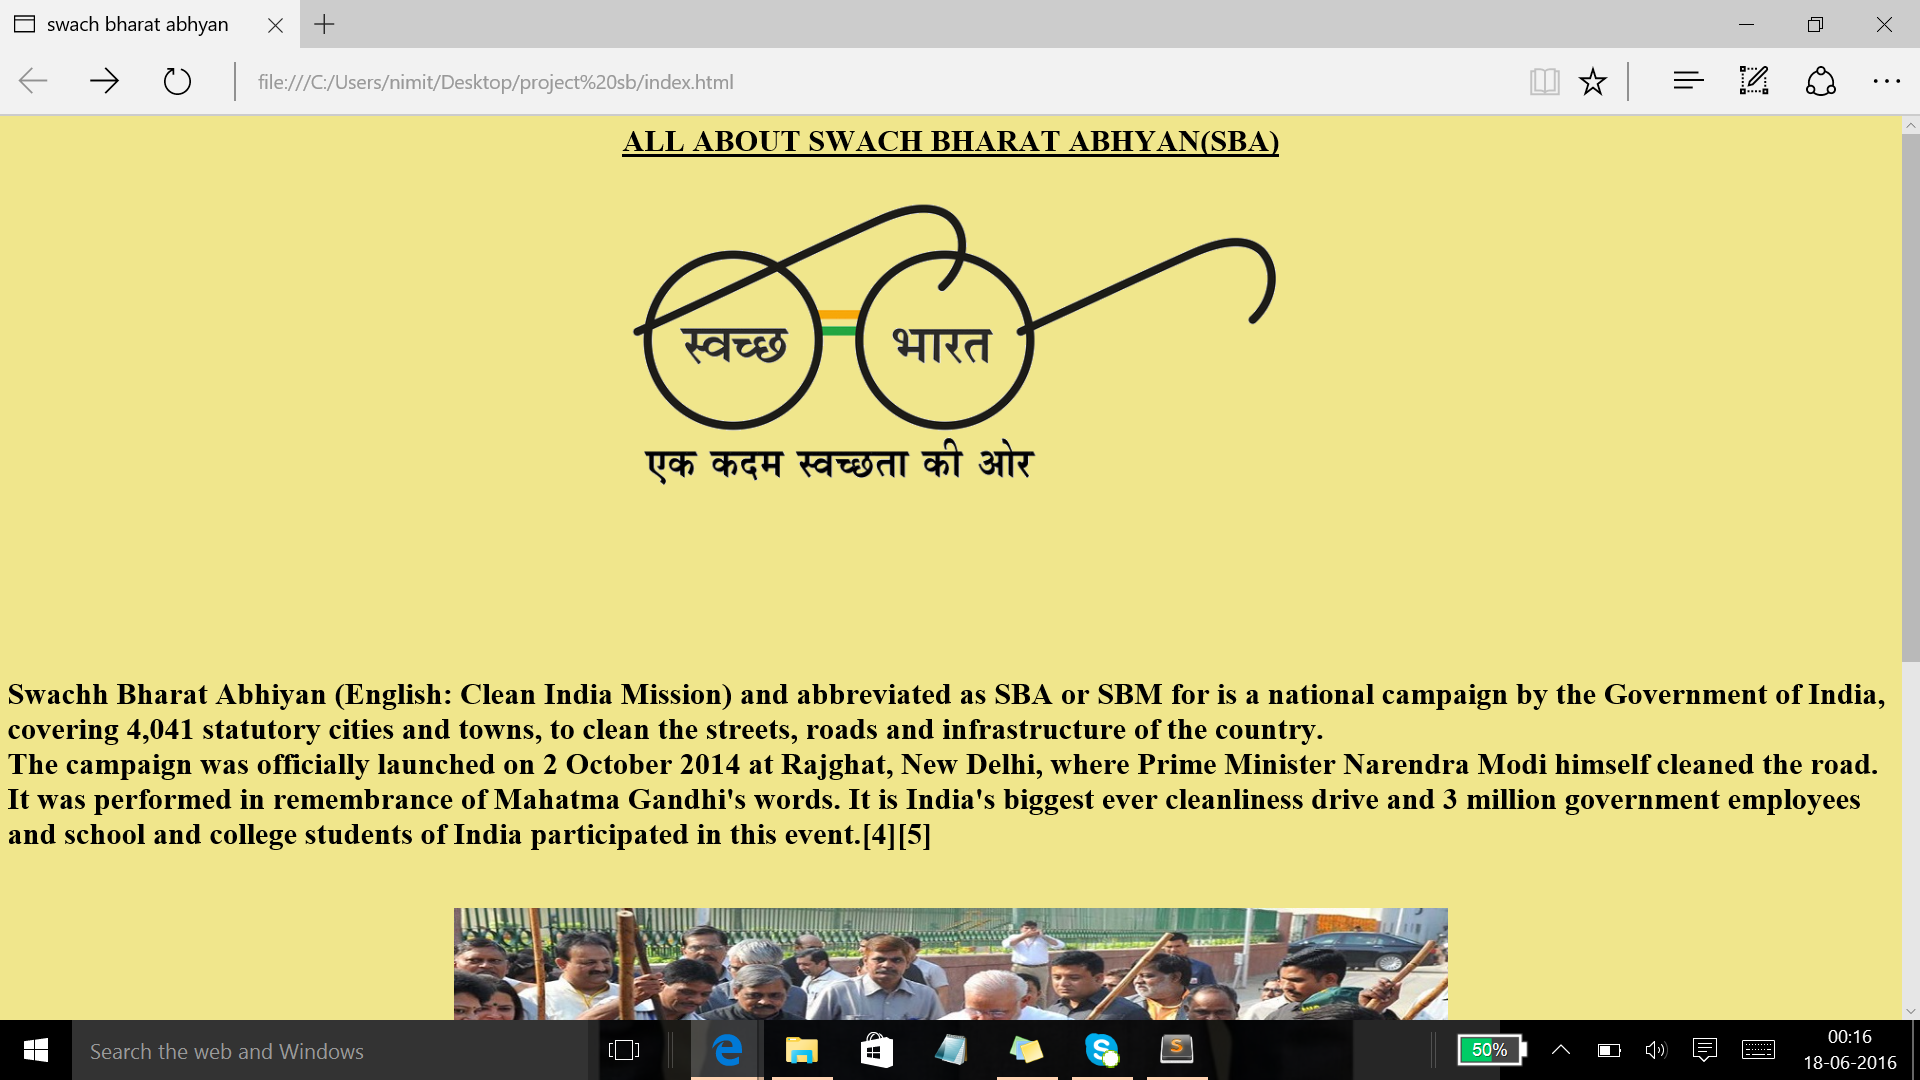 swach bharat abhyan
file:///C:/Users/nimit/Desktop/project%20sb/index.html
ALL ABOUT SWACH BHARAT ABHYAN(SBA)
स्वच्छ भारत
एक कदम स्वच्छता की ओर
Swachh Bharat Abhiyan (English: Clean India Mission) and abbreviated as SBA or SBM for is a national campaign by the Government of India,
covering 4,041 statutory cities and towns, to clean the streets, roads and infrastructure of the country.
The campaign was officially launched on 2 October 2014 at Rajghat, New Delhi, where Prime Minister Narendra Modi himself cleaned the road.
It was performed in remembrance of Mahatma Gandhi's words. It is India's biggest ever cleanliness drive and 3 million government employees
and school and college students of India participated in this event.[4][5]
Search the web and Windows
50%
00:16
18-06-2016